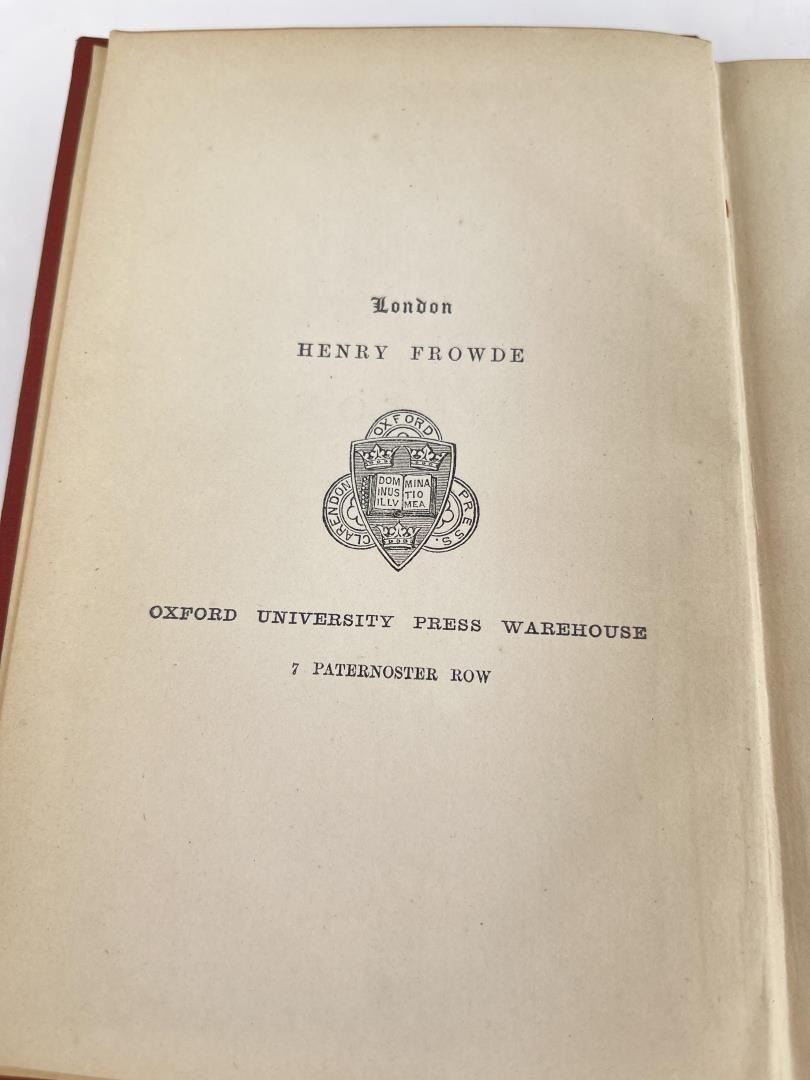 London
HENRY FROWDE
OXFORD
CLARENDON
PRESS.
DOM MINA
INUS TIO
ILLV MEA
OXFORD UNIVERSITY PRESS WAREHOUSE
7 PATERNOSTER ROW